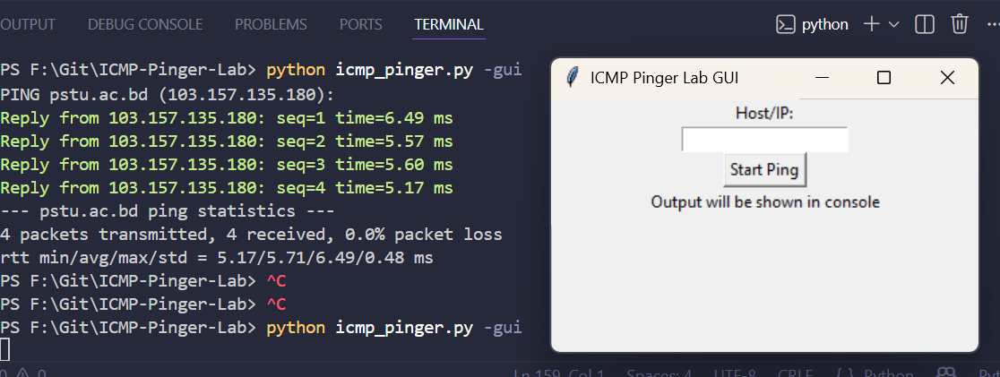 OUTPUT DEBUG CONSOLE PROBLEMS PORTS TERMINAL python
PS F:\Git\ICMP-Pinger-Lab> python icmp_pinger.py -gui
PING pstu.ac.bd (103.157.135.180):
Reply from 103.157.135.180: seq=1 time=6.49 ms
Reply from 103.157.135.180: seq=2 time=5.57 ms
Reply from 103.157.135.180: seq=3 time=5.60 ms
Reply from 103.157.135.180: seq=4 time=5.17 ms
--- pstu.ac.bd ping statistics ---
4 packets transmitted, 4 received, 0.0% packet loss
rtt min/avg/max/std = 5.17/5.71/6.49/0.48 ms
PS F:\Git\ICMP-Pinger-Lab> ^C
PS F:\Git\ICMP-Pinger-Lab> ^C
PS F:\Git\ICMP-Pinger-Lab> python icmp_pinger.py -gui
ICMP Pinger Lab GUI
Host/IP:
Start Ping
Output will be shown in console
0 0 Ln 159, Col 1 Spaces: 4 UTF-8 CRLF { } Python